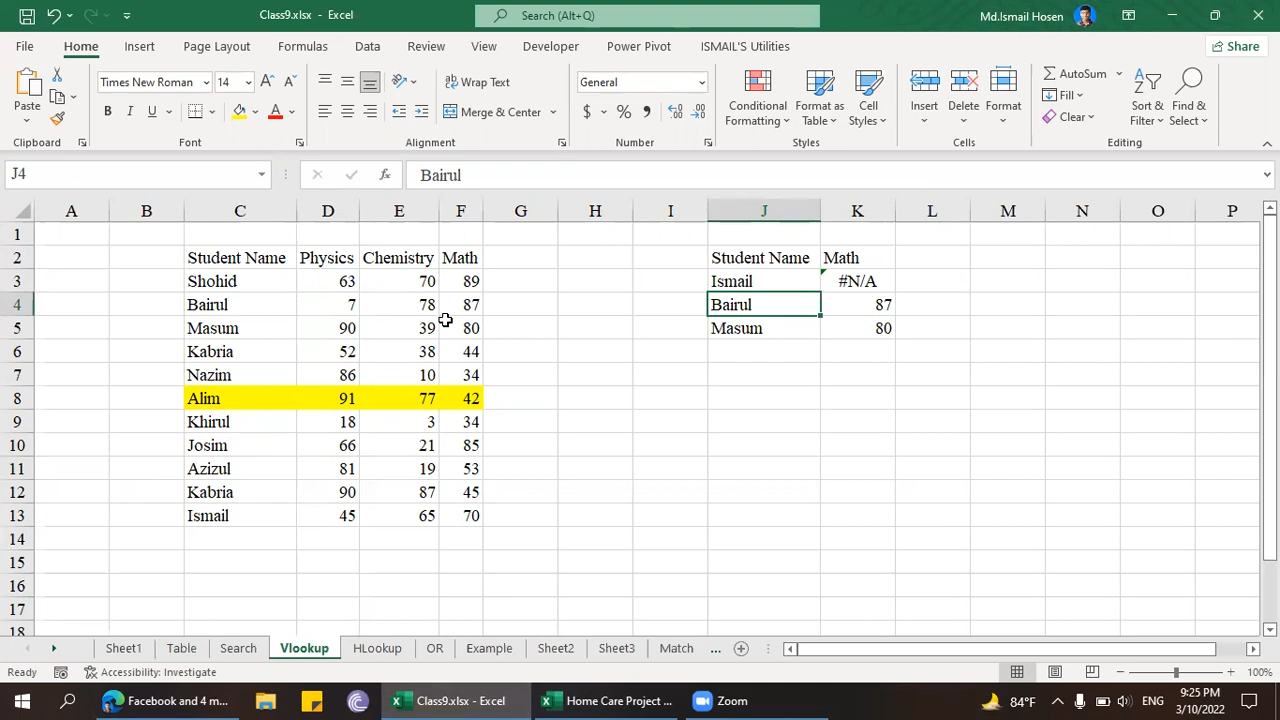 Class9.xlsx - Excel
Search (Alt+Q)
Md.Ismail Hosen
File Home Insert Page Layout Formulas Data Review View Developer Power Pivot ISMAIL'S Utilities Share
Paste
Clipboard
Times New Roman 14
B I U
Font
Wrap Text
Merge & Center
Alignment
General
$ % ,
Number
Conditional Formatting
Format as Table
Cell Styles
Styles
Insert Delete Format
Cells
AutoSum
Fill
Clear
Sort & Filter
Find & Select
Editing
J4
fx
Bairul
A B C D E F G H I J K L M N O P
1
2 Student Name Physics Chemistry Math Student Name Math
3 Shohid 63 70 89 Ismail #N/A
4 Bairul 7 78 87 Bairul 87
5 Masum 90 39 80 Masum 80
6 Kabria 52 38 44
7 Nazim 86 10 34
8 Alim 91 77 42
9 Khirul 18 3 34
10 Josim 66 21 85
11 Azizul 81 19 53
12 Kabria 90 87 45
13 Ismail 45 65 70
14
15
16
17
18
Sheet1 Table Search Vlookup HLookup OR Example Sheet2 Sheet3 Match ...
Ready Accessibility: Investigate 100%
Facebook and 4 m... Class9.xlsx - Excel Home Care Project ... Zoom 84°F ENG 9:25 PM
3/10/2022